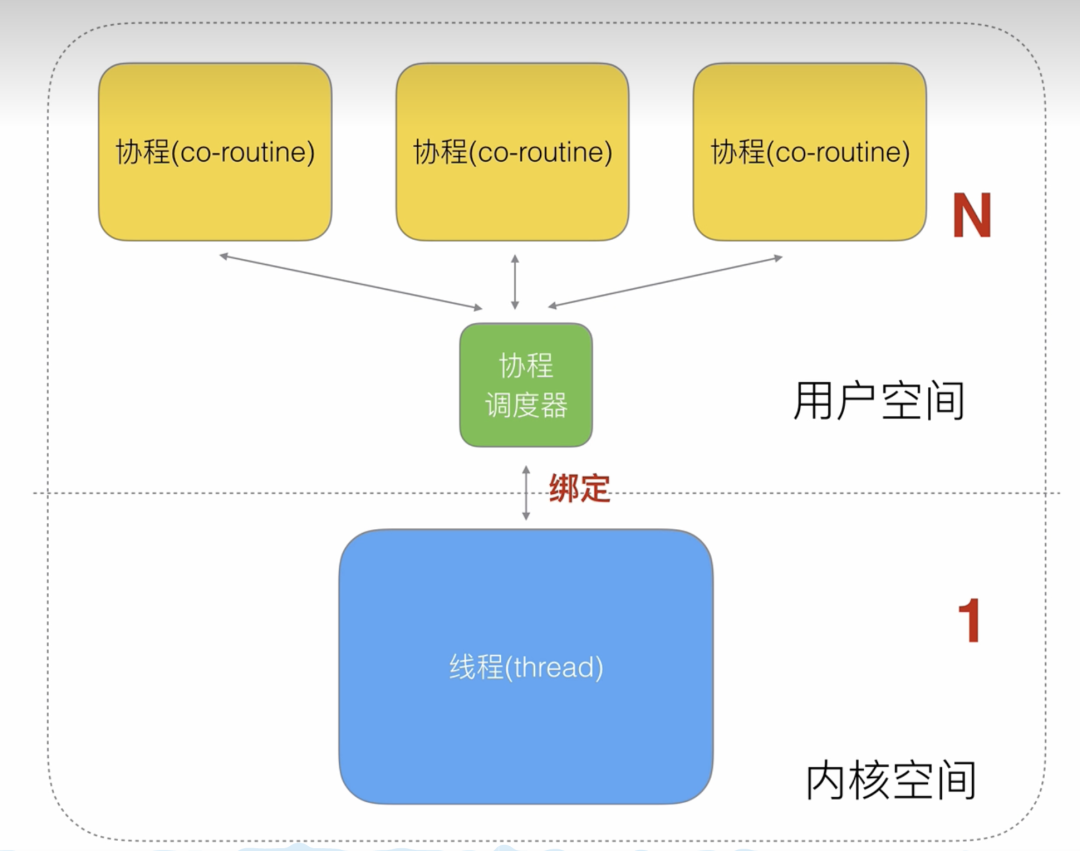 协程(co-routine)
协程(co-routine)
协程(co-routine)
N
协程
调度器
用户空间
绑定
1
线程(thread)
内核空间